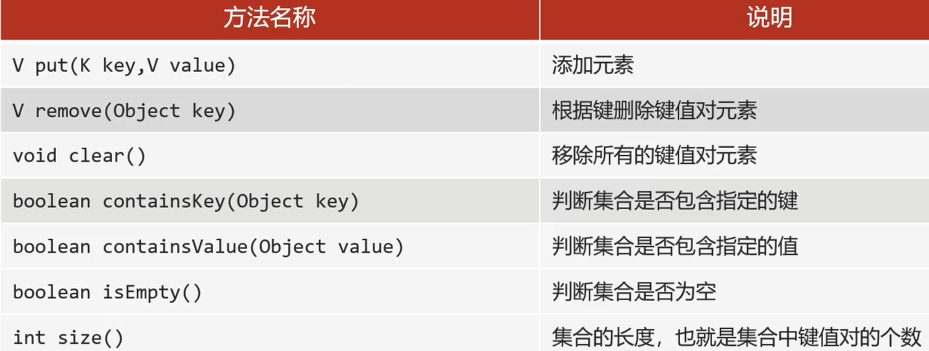 方法名称 说明
V put(K key,V value) 添加元素
V remove(Object key) 根据键删除键值对元素
void clear() 移除所有的键值对元素
boolean containsKey(Object key) 判断集合是否包含指定的键
boolean containsValue(Object value) 判断集合是否包含指定的值
boolean isEmpty() 判断集合是否为空
int size() 集合的长度，也就是集合中键值对的个数